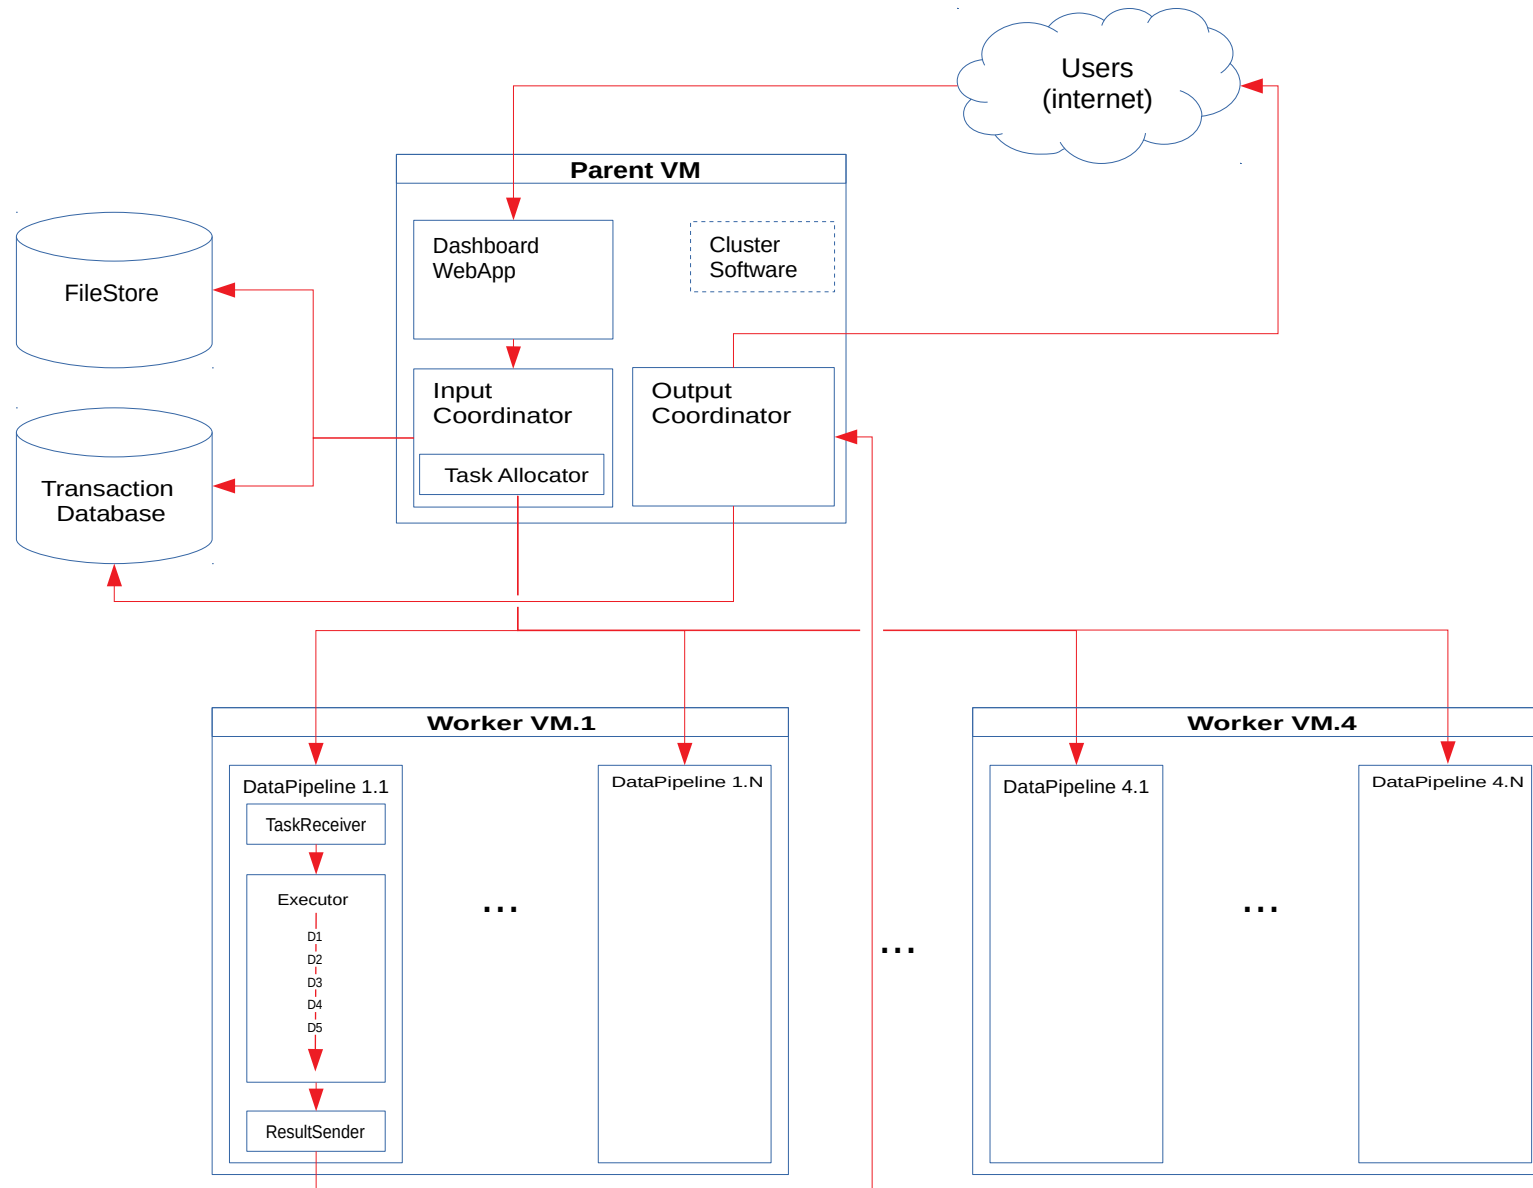 Users
(internet)
Parent VM
Dashboard
WebApp
Cluster
Software
FileStore
Input
Coordinator
Task Allocator
Output
Coordinator
Transaction
Database
Worker VM.1
DataPipeline 1.1
TaskReceiver
Executor
D1
D2
D3
D4
D5
ResultSender
...
DataPipeline 1.N
...
Worker VM.4
DataPipeline 4.1
...
DataPipeline 4.N